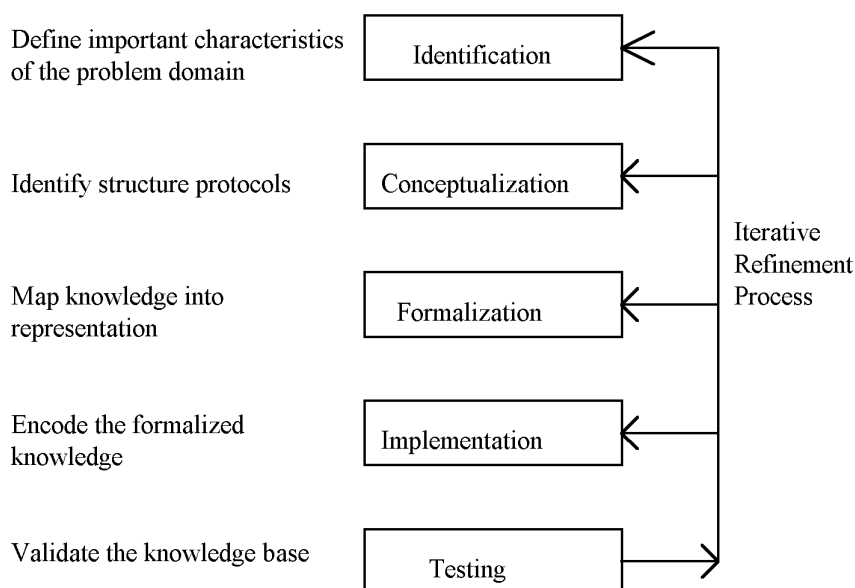 Define important characteristics
of the problem domain
Identification
Identify structure protocols
Conceptualization
Iterative
Refinement
Process
Map knowledge into
representation
Formalization
Encode the formalized
knowledge
Implementation
Validate the knowledge base
Testing